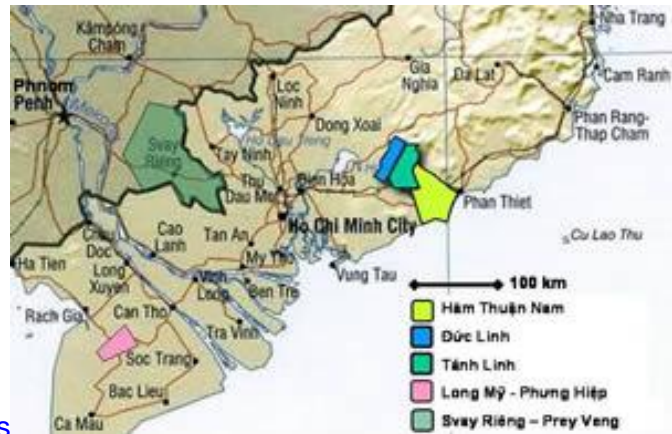 Kâmpóng
Cham
Nha Trang
Phnom
Penh
Mekong
Loc
Ninh
Gia
Nghia
Da Lat
Cam Ranh
Dong Xoai
Phan Rang-
Thap Cham
Svay
Riêng
Tay Ninh
Thu
Dau Mot
Bien Hoa
Ho Chi Minh City
Phan Thiet
Cao
Lanh
Tan An
Chau
Doc
My Tho
Cu Lao Thu
Ha Tien
Long
Xuyen
Vinh
Long
Ben Tre
Vung Tau
100 km
Rach Gia
Can Tho
Tra Vinh
Hàm Thuận Nam
Đức Linh
Soc Trang
Tánh Linh
Bac Lieu
Long Mỹ - Phụng Hiệp
Ca Mau
Svay Riêng – Prey Veng
s